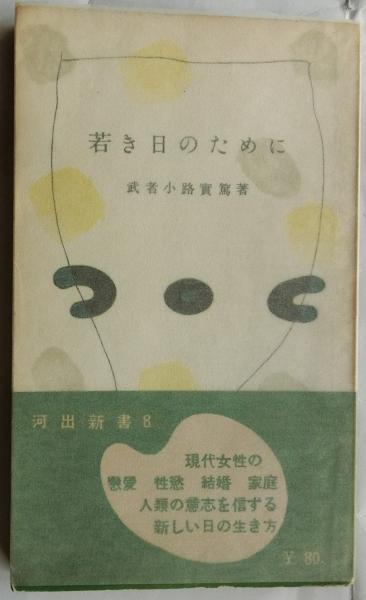 若き日のために
武者小路實篤著
河出新書8
現代女性の
戀愛 性慾 結婚 家庭
人類の意志を信ずる
新しい日の生き方
¥ 80.